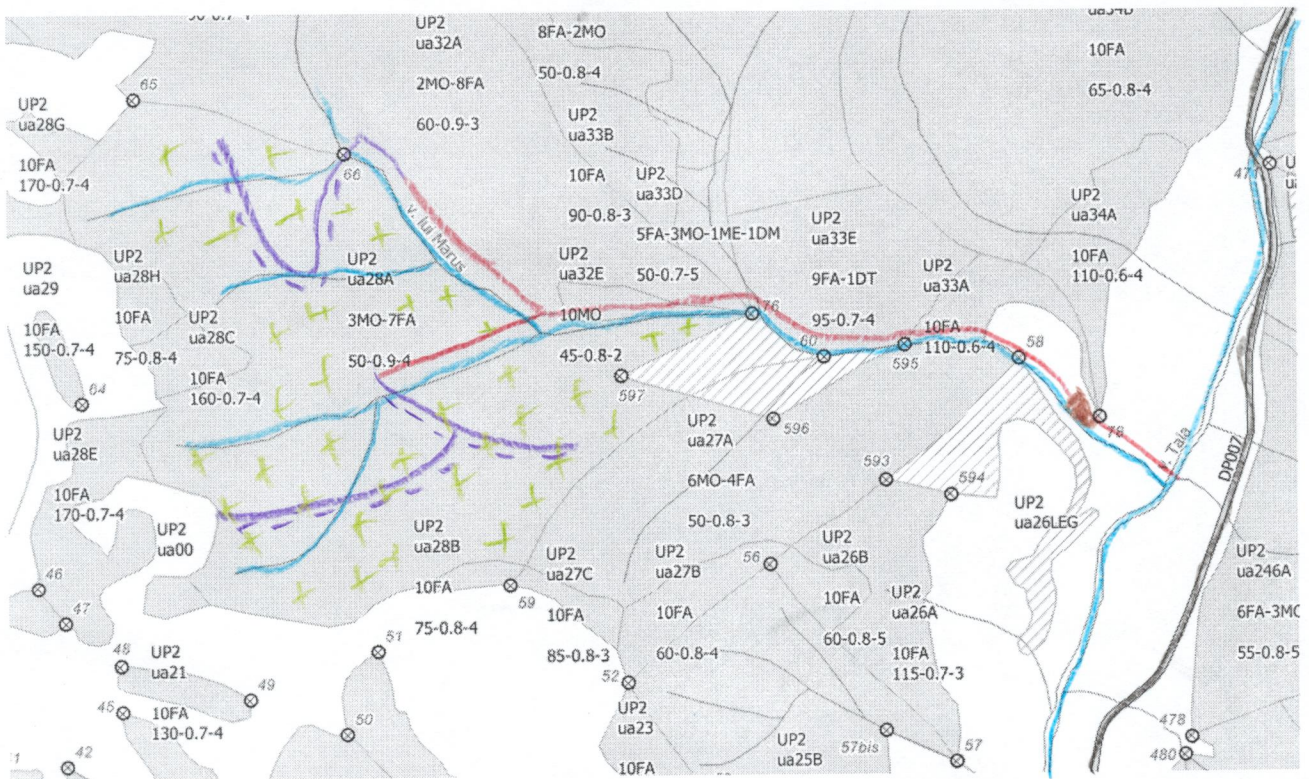 UP2
ua32A
2MO-8FA
60-0.9-3
8FA-2MO
50-0.8-4
10FA
65-0.8-4
65
UP2
ua28G
10FA
170-0.7-4
66
v. lui Marus
UP2
ua33B
10FA
90-0.8-3
UP2
ua33D
5FA-3MO-1ME-1DM
50-0.7-5
471
UP2
ua34A
10FA
110-0.6-4
UP2
ua33E
9FA-1DT
95-0.7-4
UP2
ua33A
10FA
110-0.6-4
UP2
ua29
10FA
150-0.7-4
UP2
ua28H
10FA
75-0.8-4
UP2
ua28C
10FA
160-0.7-4
UP2
ua28A
3MO-7FA
50-0.9-4
UP2
ua32E
10MO
45-0.8-2
76
60
595
58
78
64
597
596
Tala
DP007
UP2
ua28E
10FA
170-0.7-4
UP2
ua27A
6MO-4FA
50-0.8-3
593
594
UP2
ua26LEG
UP2
ua00
UP2
ua28B
10FA
75-0.8-4
59
UP2
ua27C
10FA
85-0.8-3
UP2
ua27B
10FA
60-0.8-4
56
UP2
ua26B
10FA
60-0.8-5
UP2
ua26A
10FA
115-0.7-3
UP2
ua246A
6FA-3MO
55-0.8-5
46
47
48
UP2
ua21
10FA
130-0.7-4
49
45
42
51
50
52
UP2
ua23
10FA
UP2
ua25B
57bis
57
478
480